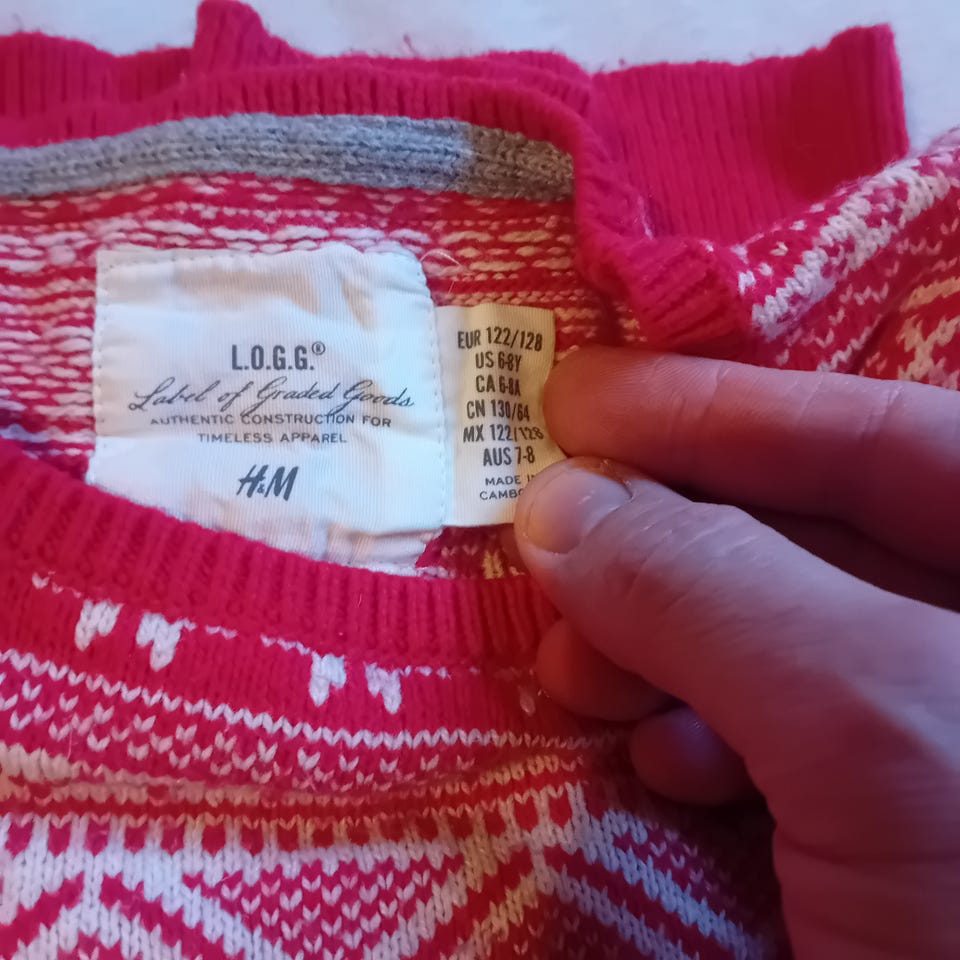 L.O.G.G.®
Label of Graded Goods
AUTHENTIC CONSTRUCTION FOR
TIMELESS APPAREL
H&M
EUR 122/128
US 6-8Y
CA 6-8A
CN 130/64
MX 122/128
AUS 7-8
MADE